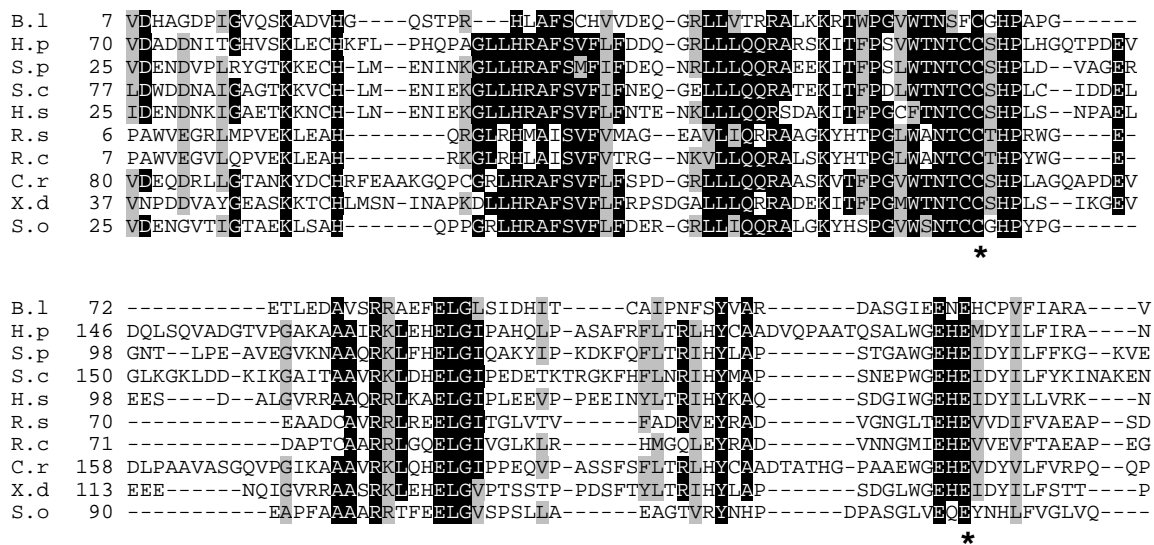 B.l 7 VDHAGDPIGVQSKADVHG----QSTPR---HLAFSCHVVDEQ-GRLLVTRRALKKRTWPGVWTNSFCGHPAPG------
H.p 70 VDADDNITGHVSKLECHKFL--PHQPAGLLHRAFSVFLFDDQ-GRLLLQQRARSKITFPSVWTNTCCSHPLHGQTPDEV
S.p 25 VDENDVPLRYGTKKECH-LM--ENINKGLLHRAFSMFIFDEQ-NRLLLQQRAEEKITFPSLWTNTCCSHPLD--VAGER
S.c 77 LDWDDNAIGAGTKKVCH-LM--ENIEKGLLHRAFSVFIFNEQ-GELLLQQRATEKITFPDLWTNTCCSHPLC--IDDEL
H.s 25 IDENDNKIGAETKKNCH-LN--ENIEKGLLHRAFSVFLFNTE-NKLLLQQRSDAKITFPGCFTNTCCSHPLS--NPAEL
R.s 6 PAWVEGRLMPVEKLEAH---------QRGLRHMAISVFVMAG--EAVLIQRRAAGKYHTPGLWANTCCTHPRWG----E-
R.c 7 PAWVEGVLQPVEKLEAH---------RKGLRHLAISVFVTRG--NKVLLQQRALSKYHTPGLWANTCCTHPYWG----E-
C.r 80 VDEQDRLLGTANKYDCHRFEAAKGQPCGRLHRAFSVFLFSPD-GRLLLQQRAASKVTFPGVWTNTCCSHPLAGQAPDEV
X.d 37 VNPDDVAYGEASKKTCHLMSN-INAPKDLLHRAFSVFLFRPSDGALLLQRRADEKITFPGMWTNTCCSHPLS--IKGEV
S.o 25 VDENGVTIGTAEKLSAH-------QPPGRLHRAFSVFLFDER-GRLLIQQRALGKYHSPGVWSNTCCGHPYPG------
*
B.l 72 -----------ETLEDAVSRRAEFELGLSIDHIT-----CAIPNFSYVAR-------DASGIEENEHCPVFIARA---V
H.p 146 DQLSQVADGTVPGAKAAAIRKLEHELGIPAHQLP-ASAFRFLTRLHYCAADVQPAATQSALWGEHEMDYILFIRA---N
S.p 98 GNT--LPE-AVEGVKNAAQRKLFHELGIQAKYIP-KDKFQFLTRIHYLAP-------STGAWGEHEIDYILFFKG--KVE
S.c 150 GLKGKLDD-KIKGAITAAVRKLDHELGIPEDETKTRGKFHFLNRIHYMAP-------SNEPWGEHEIDYILFYKINAKEN
H.s 98 EES---D--ALGVRRAAQRRLKAELGIPLEEVP-PEEINYLTRIHYKAQ-------SDGIWGEHEIDYILLVRK---N
R.s 70 ------------EAADCAVRRLREELGITGLVTV------FADRVEYRAD-------VGNGLTEHEVVDIFVAEAP--SD
R.c 71 ------------DAPTCAARRLGQELGIVGLKLR------HMGQLEYRAD-------VNNGMIEHEVVEVFTAEAP--EG
C.r 158 DLPAAVASGQVPGIKAAAVRKLQHELGIPPEQVP-ASSFSFLTRLHYCAADTATHG-PAAEWGEHEVDYVLFVRPQ--QP
X.d 113 EEE------NQIGVRRAASRKLEHELGVPTSSTP-PDSFTYLTRIHYLAP-------SDGLWGEHEIDYILFSTT---P
S.o 90 -----------EAPFAAAARRTFEELGVSPSLLA------EAGTVRYNHP------DPASGLVEQEYNHLFVGLVQ----
*